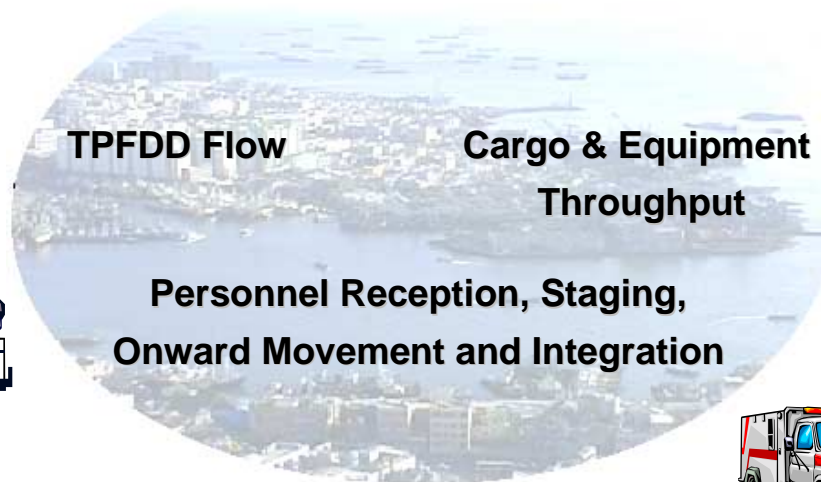 TPFDD Flow
Cargo & Equipment
Throughput
Personnel Reception, Staging,
Onward Movement and Integration